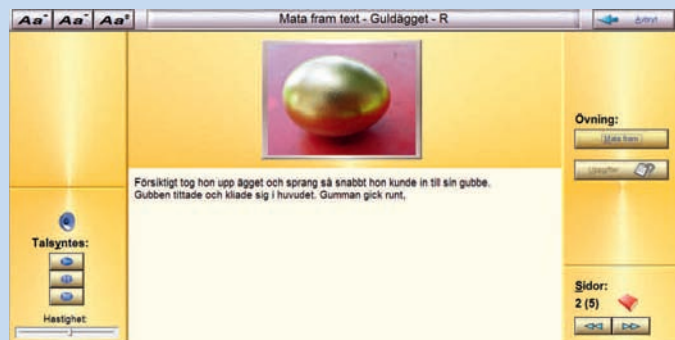 Aa- Aa- Aa+
Mata fram text - Guldägget - R
Avbryt
Försiktigt tog hon upp ägget och sprang så snabbt hon kunde in till sin gubbe.
Gubben tittade och kliade sig i huvudet. Gumman gick runt,
Övning:
Mata fram
Uppgifter
Talsyntes:
Hastighet:
Sidor:
2 (5)